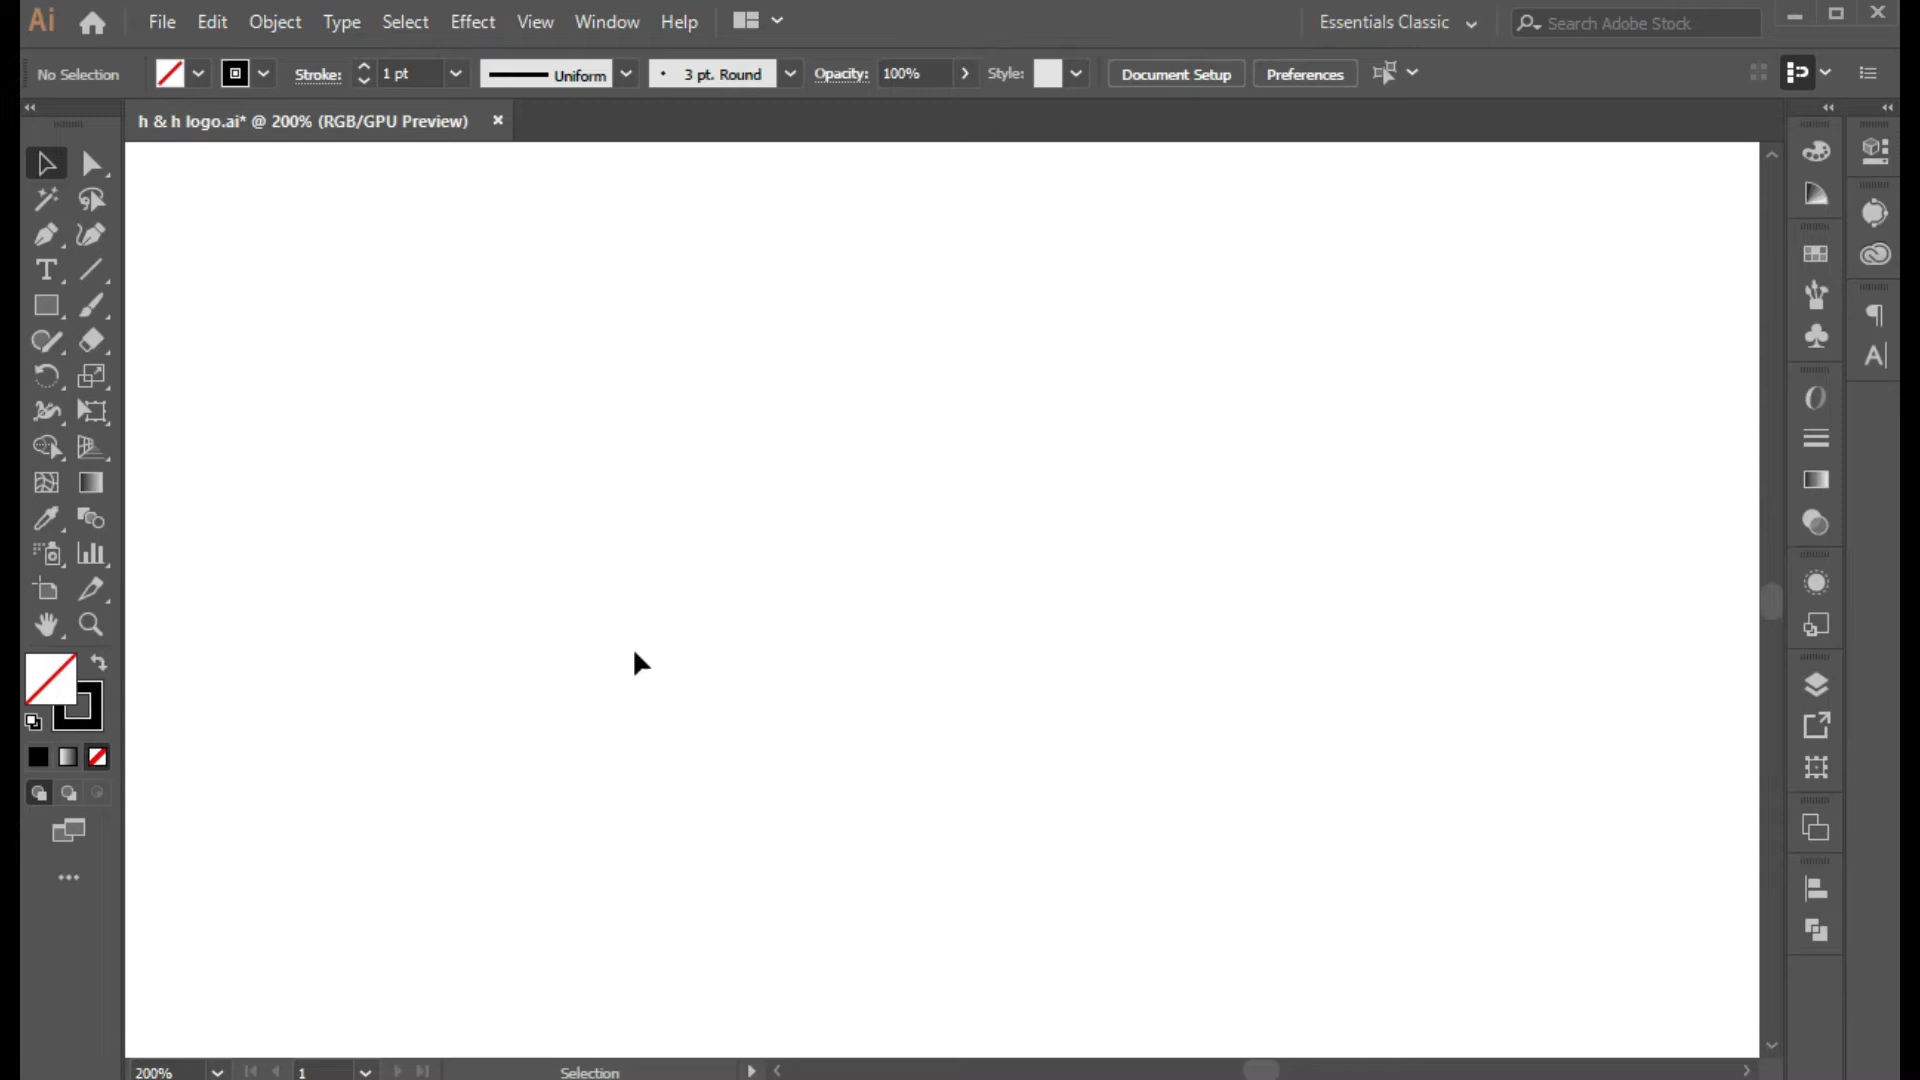 Ai File Edit Object Type Select Effect View Window Help Essentials Classic Search Adobe Stock
No Selection Stroke: 1 pt Uniform 3 pt. Round Opacity: 100% Style: Document Setup Preferences
h & h logo.ai* @ 200% (RGB/GPU Preview)
200% 1 Selection